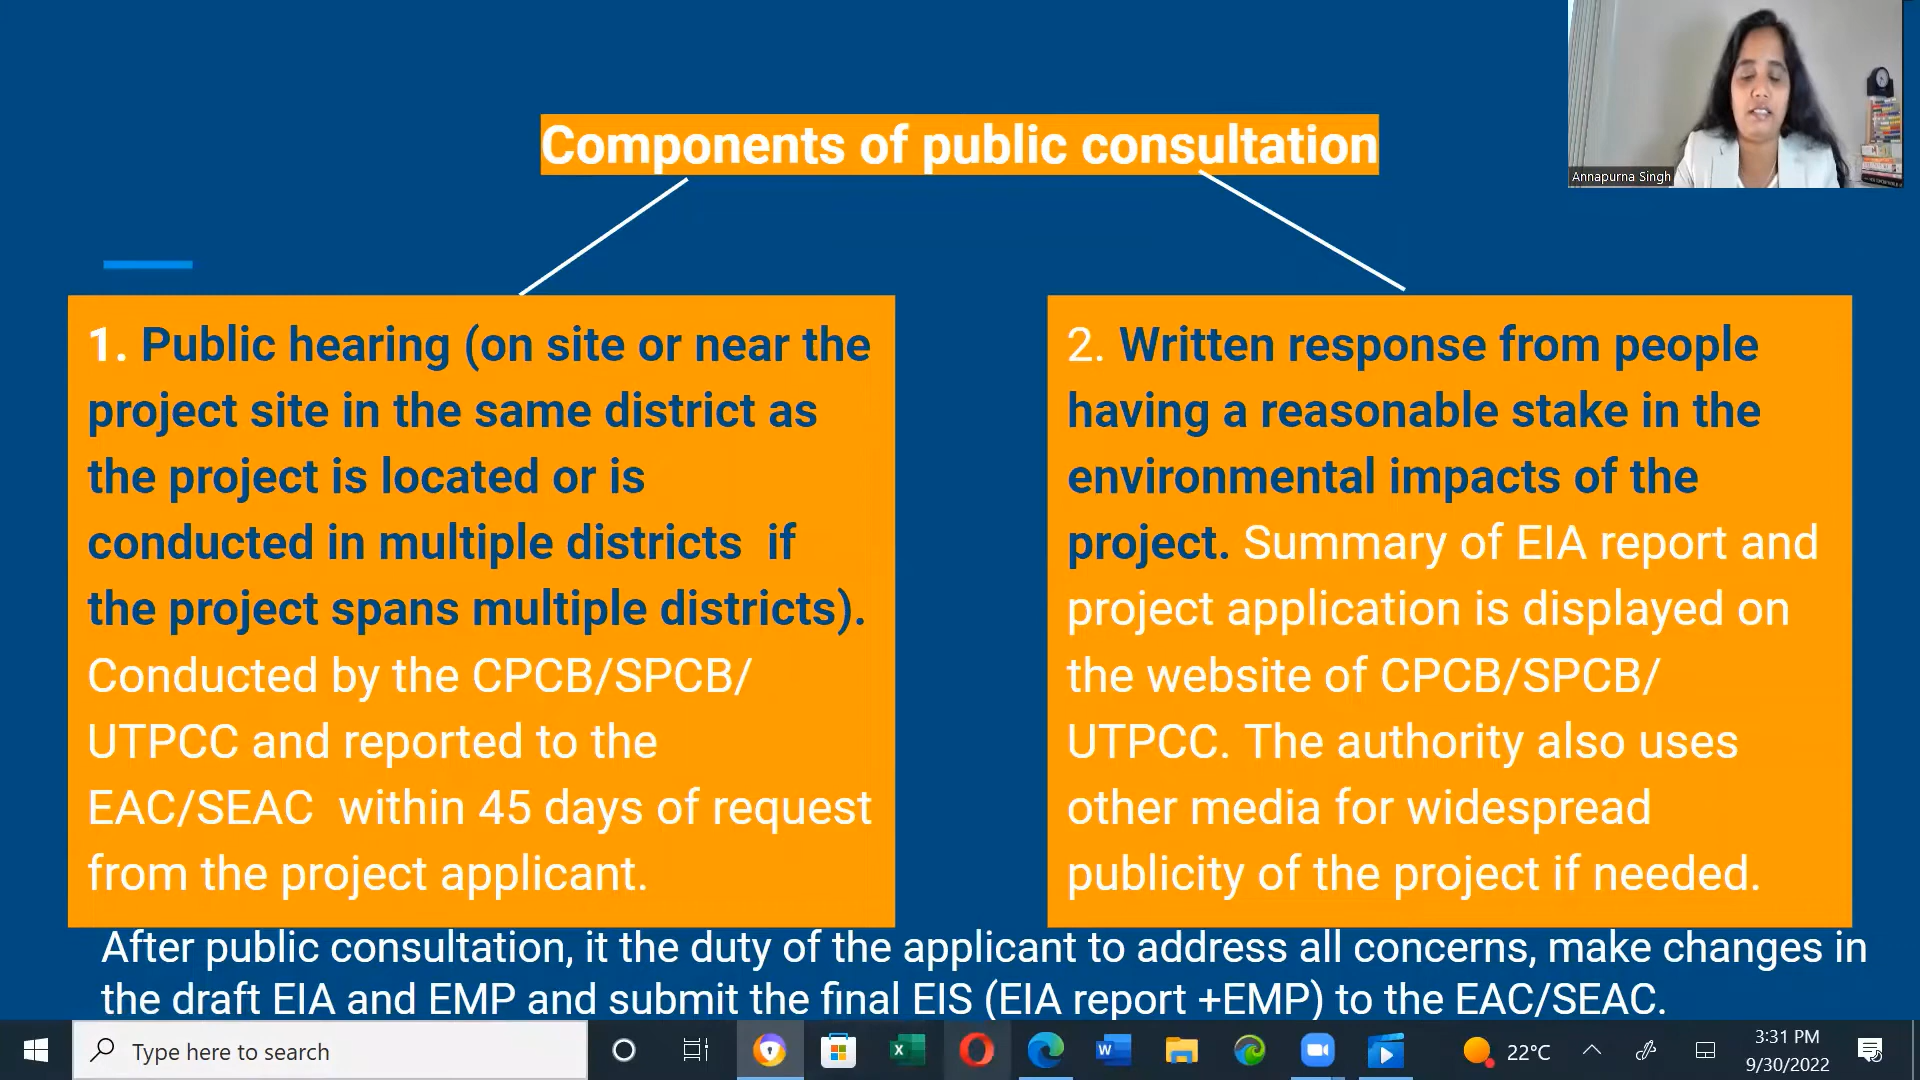 Components of public consultation
Annapurna Singh
1. Public hearing (on site or near the
project site in the same district as
the project is located or is
conducted in multiple districts if
the project spans multiple districts).
Conducted by the CPCB/SPCB/
UTPCC and reported to the
EAC/SEAC within 45 days of request
from the project applicant.
2. Written response from people
having a reasonable stake in the
environmental impacts of the
project. Summary of EIA report and
project application is displayed on
the website of CPCB/SPCB/
UTPCC. The authority also uses
other media for widespread
publicity of the project if needed.
After public consultation, it the duty of the applicant to address all concerns, make changes in
the draft EIA and EMP and submit the final EIS (EIA report +EMP) to the EAC/SEAC.
Type here to search
22°C
3:31 PM
9/30/2022